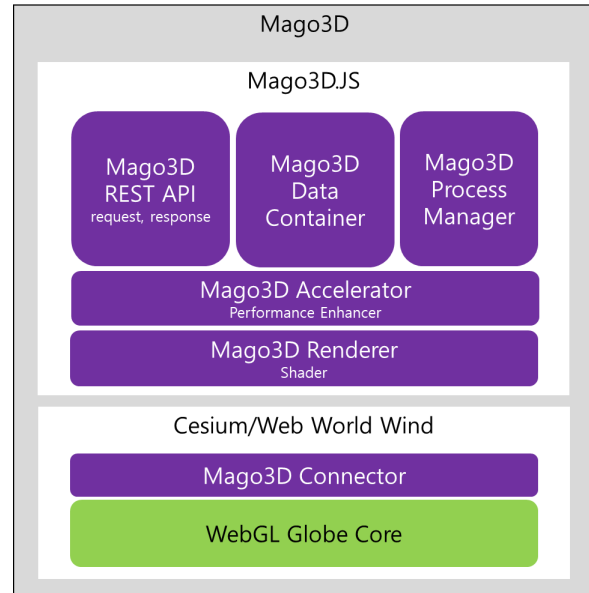 Mago3D
Mago3D.JS
Mago3D
REST API
request, response
Mago3D
Data
Container
Mago3D
Process
Manager
Mago3D Accelerator
Performance Enhancer
Mago3D Renderer
Shader
Cesium/Web World Wind
Mago3D Connector
WebGL Globe Core